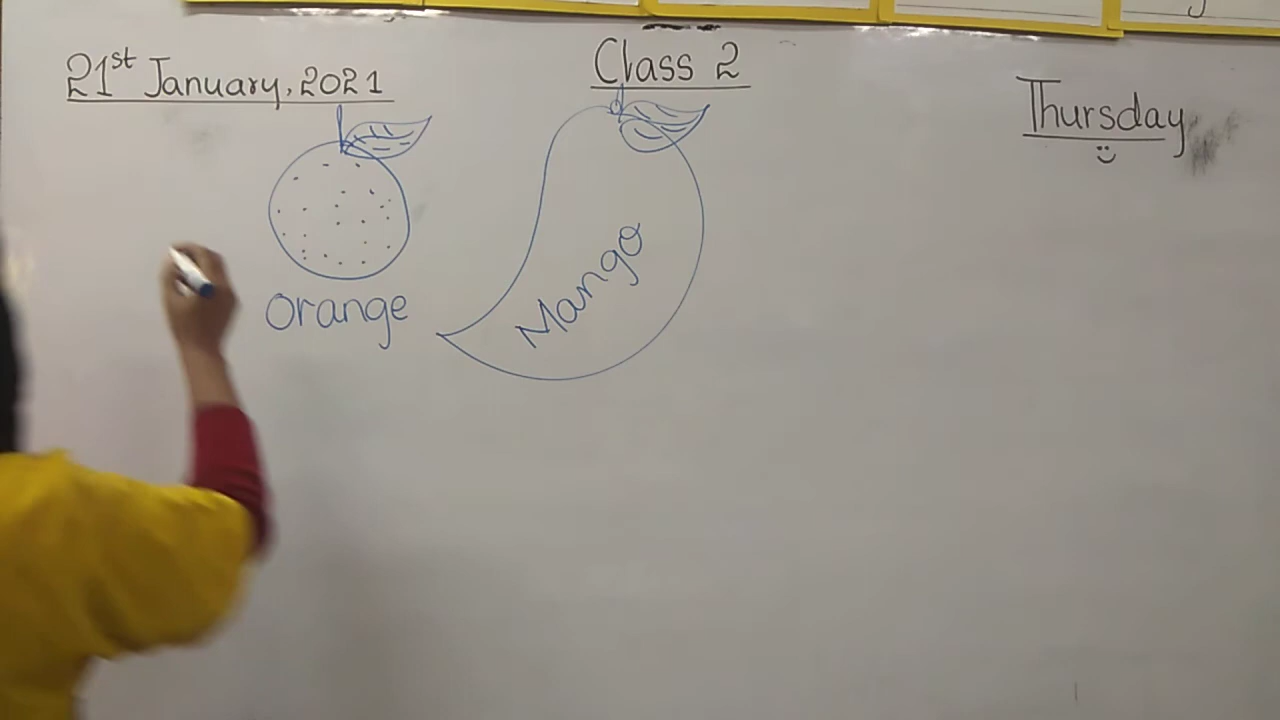 21st January, 2021
Class 2
Thursday
orange
Mango